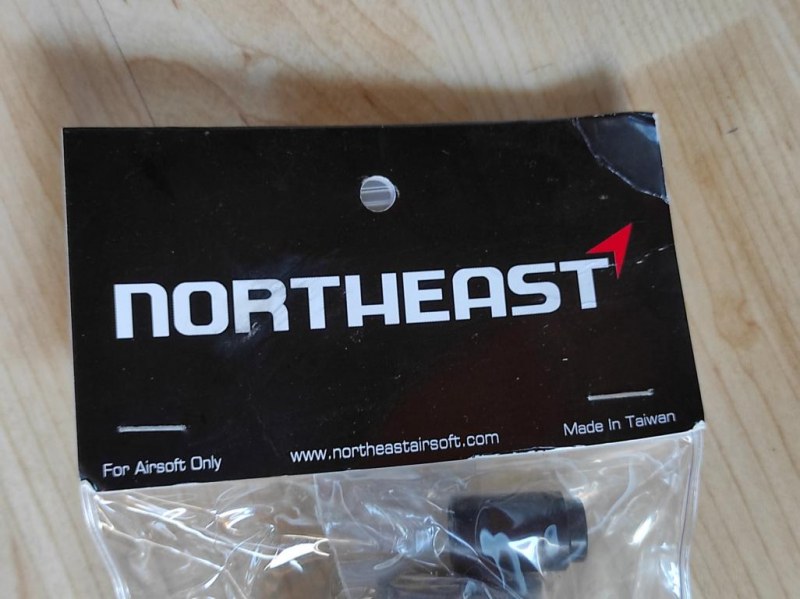 NORTHEAST
For Airsoft Only
www.northeastairsoft.com
Made In Taiwan